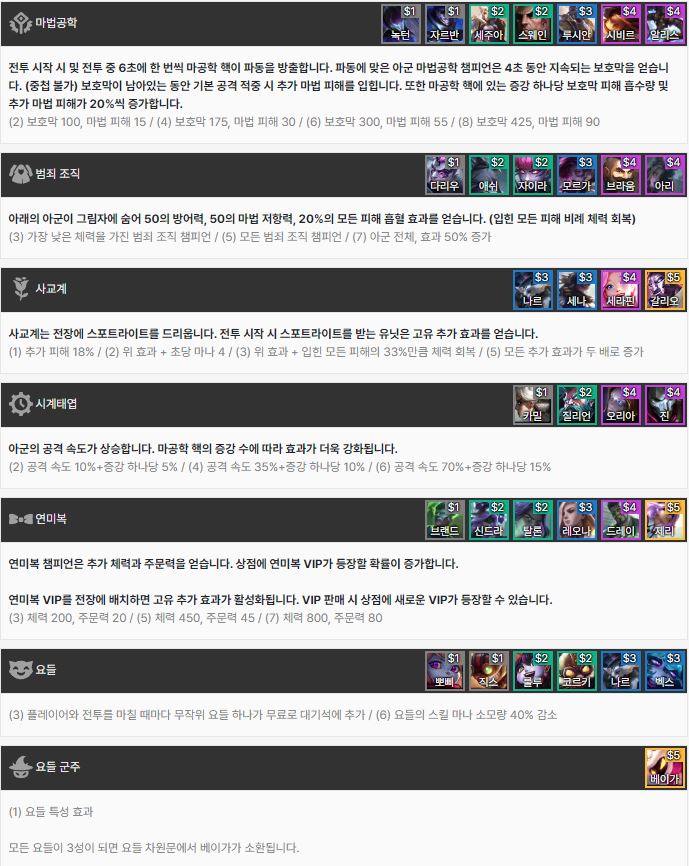 마법공학
$1 $1 $2 $2 $3 $4 $4
녹턴 자르반 세주아 스웨인 루시안 시비르 알리스
전투 시작 시 및 전투 중 6초에 한 번씩 마공학 핵이 파동을 방출합니다. 파동에 맞은 아군 마법공학 챔피언은 4초 동안 지속되는 보호막을 얻습니
다. (중첩 불가) 보호막이 남아있는 동안 기본 공격 적중 시 추가 마법 피해를 입힙니다. 또한 마공학 핵에 있는 증강 하나당 보호막 피해 흡수량 및
추가 마법 피해가 20%씩 증가합니다.
(2) 보호막 100, 마법 피해 15 / (4) 보호막 175, 마법 피해 30 / (6) 보호막 300, 마법 피해 55 / (8) 보호막 425, 마법 피해 90
범죄 조직
$1 $2 $2 $3 $4 $4
다리우 애쉬 자이라 모르가 브라움 아리
아래의 아군이 그림자에 숨어 50의 방어력, 50의 마법 저항력, 20%의 모든 피해 흡혈 효과를 얻습니다. (입힌 모든 피해 비례 체력 회복)
(3) 가장 낮은 체력을 가진 범죄 조직 챔피언 / (5) 모든 범죄 조직 챔피언 / (7) 아군 전체, 효과 50% 증가
사교계
$3 $3 $4 $5
나르 세나 세라핀 갈리오
사교계는 전장에 스포트라이트를 드리웁니다. 전투 시작 시 스포트라이트를 받는 유닛은 고유 추가 효과를 얻습니다.
(1) 추가 피해 18% / (2) 위 효과 + 초당 마나 4 / (3) 위 효과 + 입힌 모든 피해의 33%만큼 체력 회복 / (5) 모든 추가 효과가 두 배로 증가
시계태엽
$1 $2 $4 $4
카밀 질리언 오리아 진
아군의 공격 속도가 상승합니다. 마공학 핵의 증강 수에 따라 효과가 더욱 강화됩니다.
(2) 공격 속도 10%+증강 하나당 5% / (4) 공격 속도 35%+증강 하나당 10% / (6) 공격 속도 70%+증강 하나당 15%
연미복
$1 $2 $2 $3 $4 $5
브랜드 신드라 탈론 레오나 드레이 제리
연미복 챔피언은 추가 체력과 주문력을 얻습니다. 상점에 연미복 VIP가 등장할 확률이 증가합니다.
연미복 VIP를 전장에 배치하면 고유 추가 효과가 활성화됩니다. VIP 판매 시 상점에 새로운 VIP가 등장할 수 있습니다.
(3) 체력 200, 주문력 20 / (5) 체력 450, 주문력 45 / (7) 체력 800, 주문력 80
요들
$1 $1 $2 $2 $3 $3
뽀삐 직스 룰루 코르키 나르 벡스
(3) 플레이어와 전투를 마칠 때마다 무작위 요들 하나가 무료로 대기석에 추가 / (6) 요들의 스킬 마나 소모량 40% 감소
요들 군주
$5
베이가
(1) 요들 특성 효과
모든 요들이 3성이 되면 요들 차원문에서 베이가가 소환됩니다.